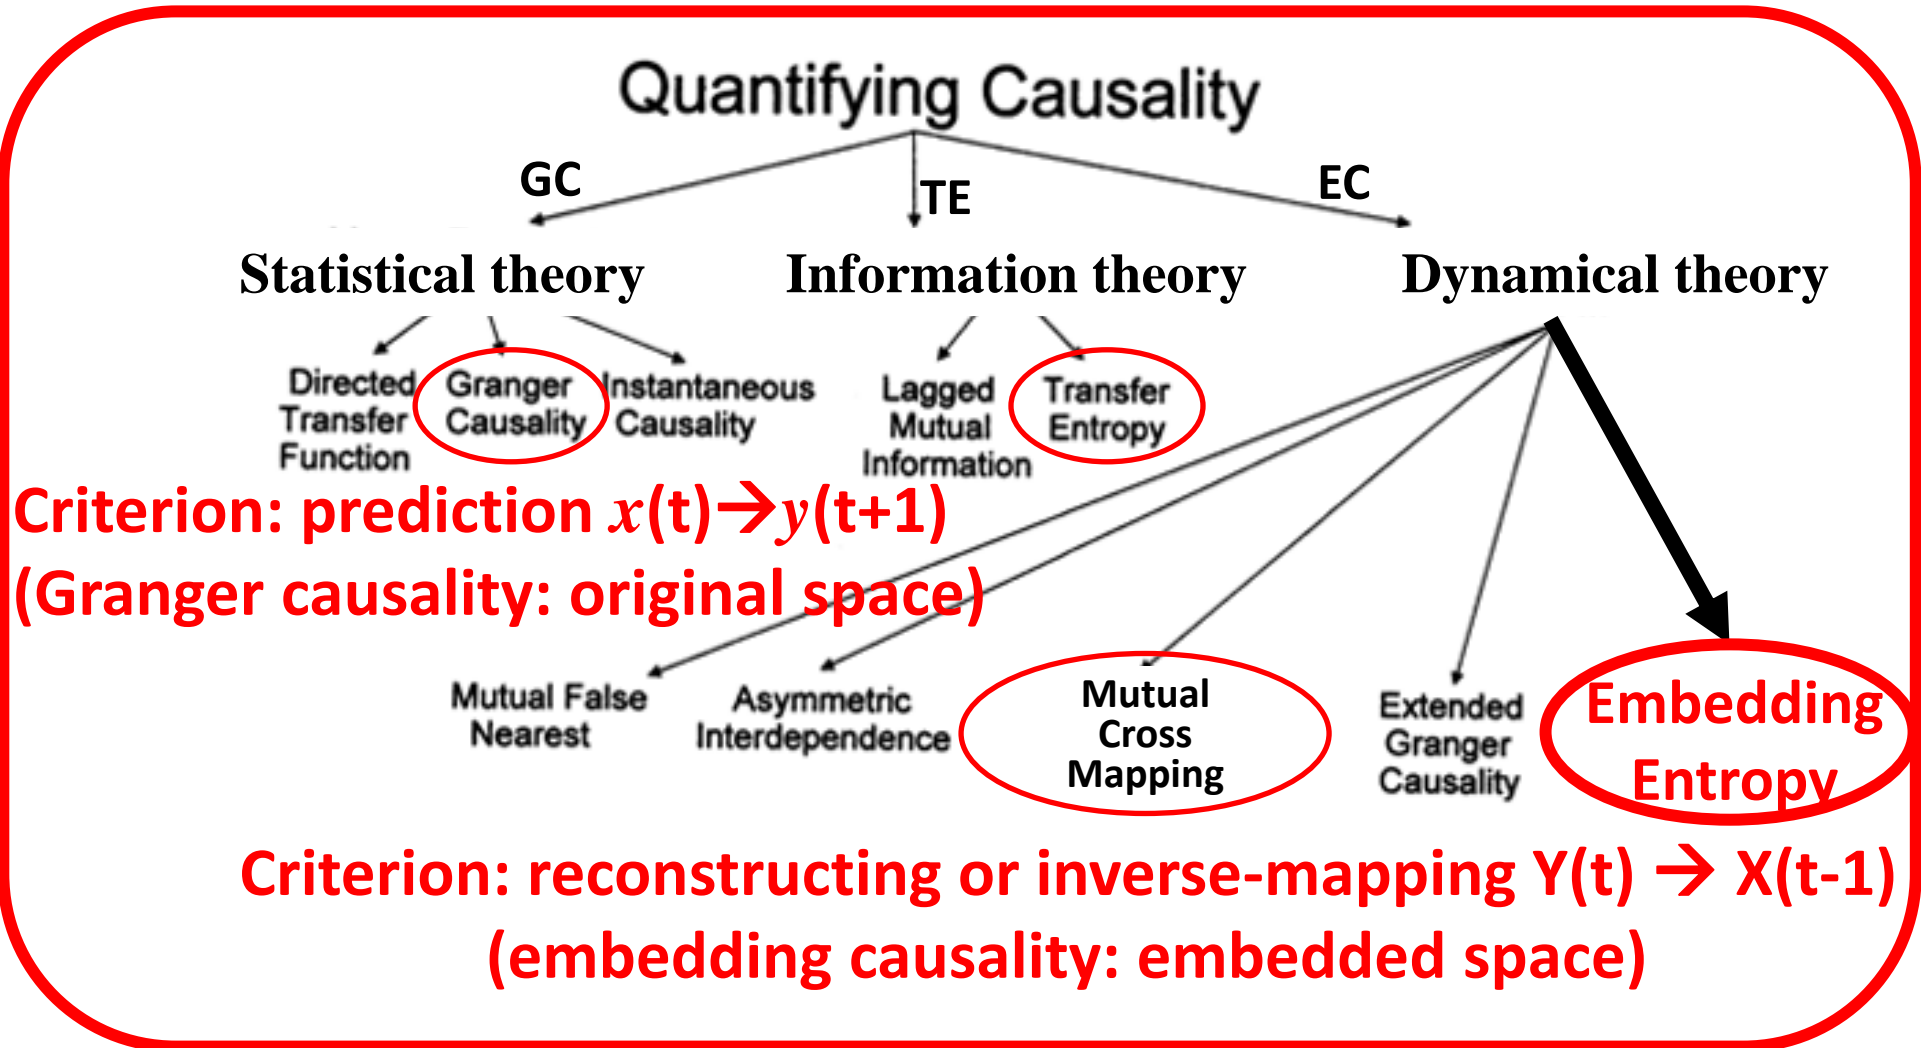 Quantifying Causality
GC
TE
EC
Statistical theory
Information theory
Dynamical theory
Directed
Transfer
Function
Granger
Causality
Instantaneous
Causality
Lagged
Mutual
Information
Transfer
Entropy
Criterion: prediction x(t)→y(t+1)
(Granger causality: original space)
Mutual False
Nearest
Asymmetric
Interdependence
Mutual
Cross
Mapping
Extended
Granger
Causality
Embedding
Entropy
Criterion: reconstructing or inverse-mapping Y(t) → X(t-1)
(embedding causality: embedded space)